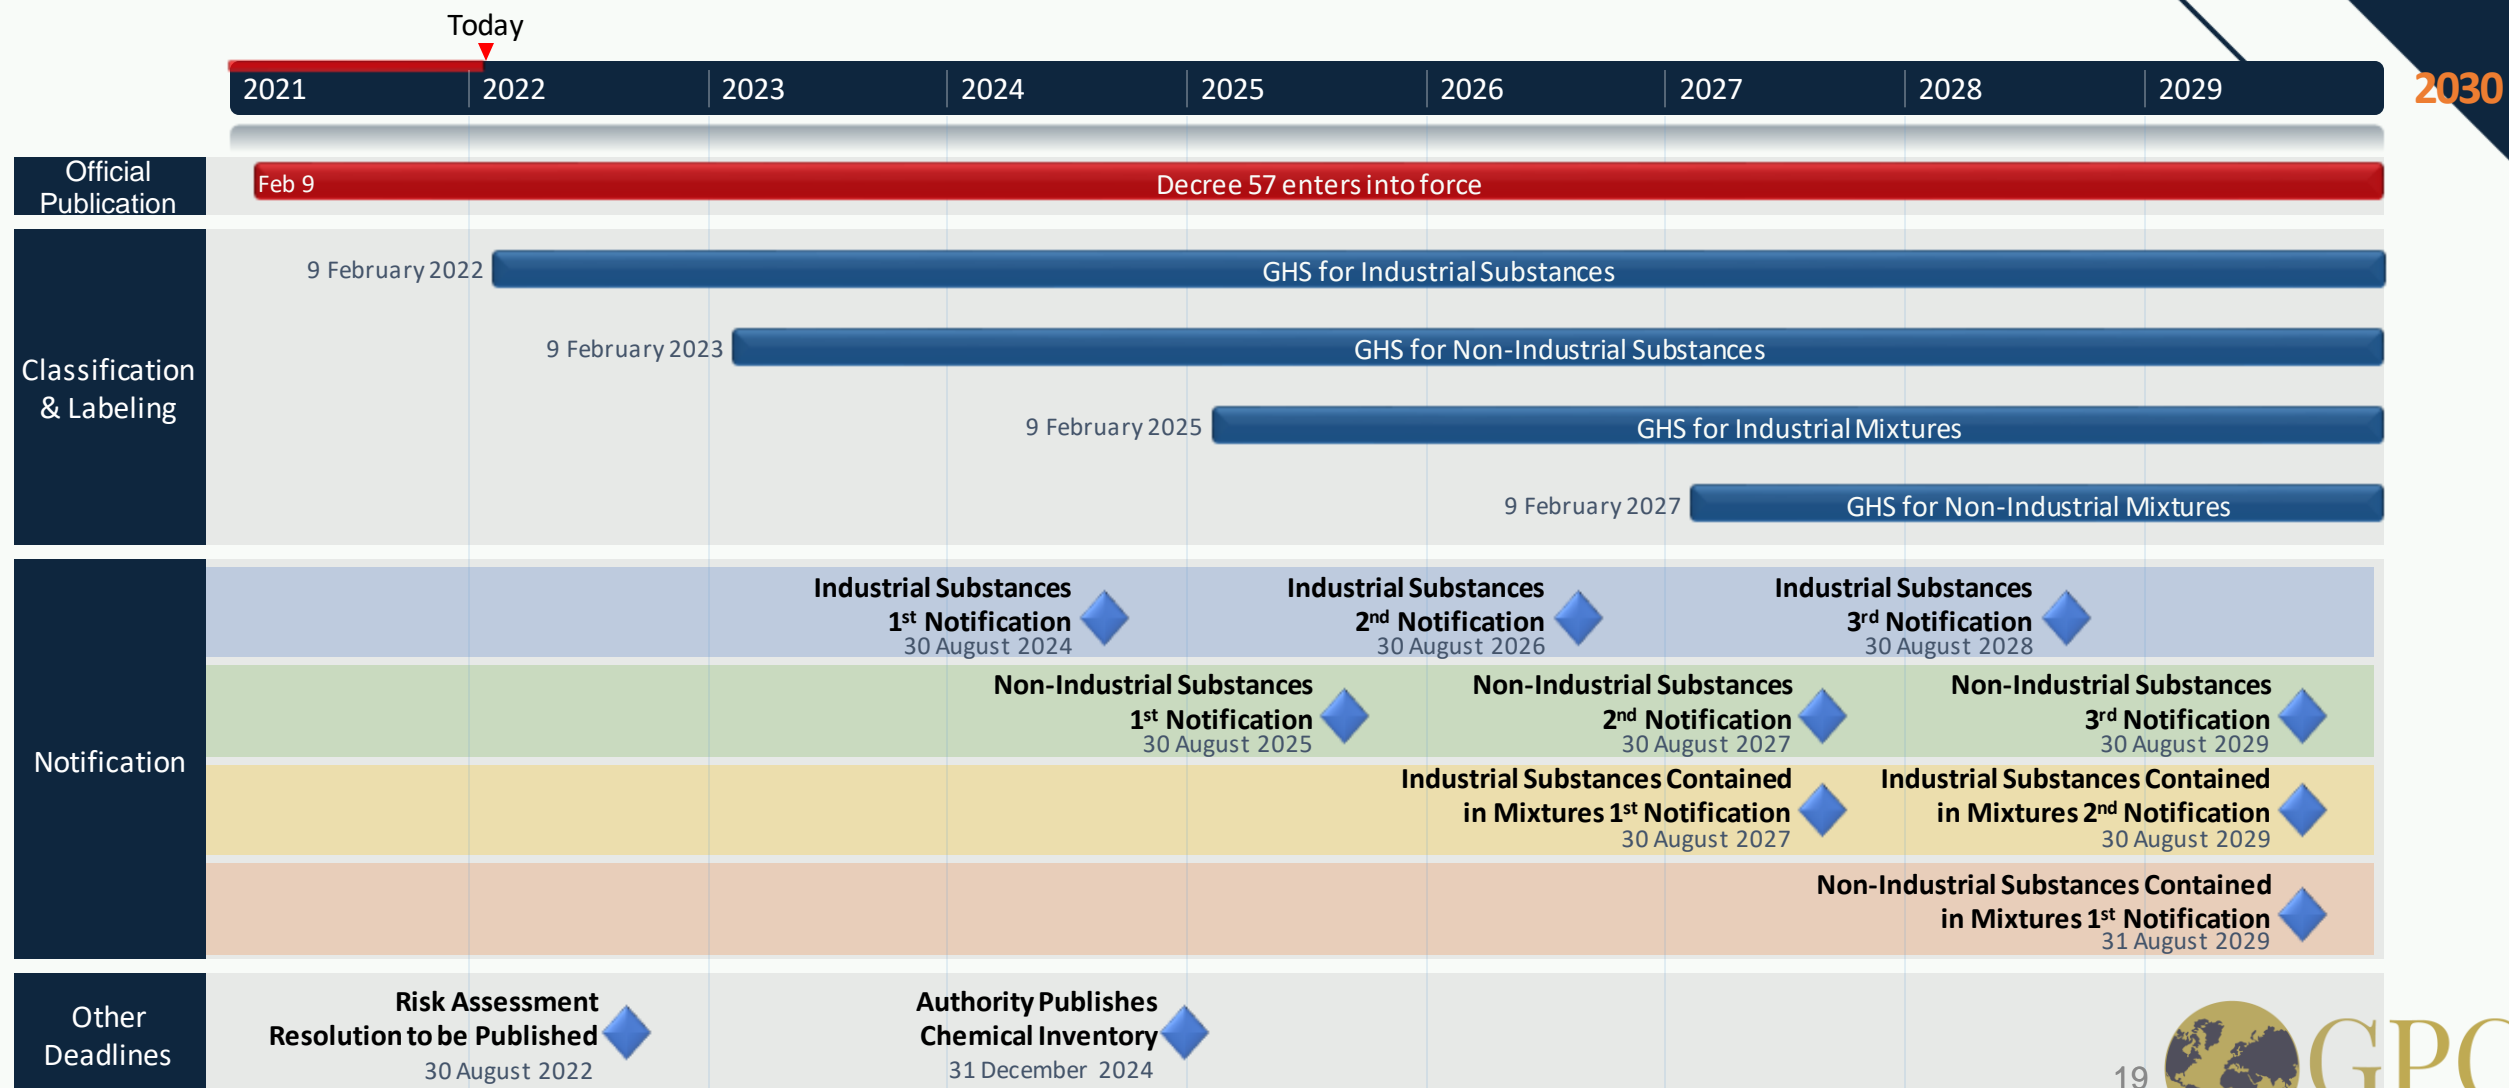 Today
2021 2022 2023 2024 2025 2026 2027 2028 2029 2030
Official
Publication
Feb 9 Decree 57 enters into force
Classification
& Labeling
9 February 2022 GHS for Industrial Substances
9 February 2023 GHS for Non-Industrial Substances
9 February 2025 GHS for Industrial Mixtures
9 February 2027 GHS for Non-Industrial Mixtures
Notification
Industrial Substances
1st Notification
30 August 2024
Industrial Substances
2nd Notification
30 August 2026
Industrial Substances
3rd Notification
30 August 2028
Non-Industrial Substances
1st Notification
30 August 2025
Non-Industrial Substances
2nd Notification
30 August 2027
Non-Industrial Substances
3rd Notification
30 August 2029
Industrial Substances Contained
in Mixtures 1st Notification
30 August 2027
Industrial Substances Contained
in Mixtures 2nd Notification
30 August 2029
Non-Industrial Substances Contained
in Mixtures 1st Notification
31 August 2029
Other
Deadlines
Risk Assessment
Resolution to be Published
30 August 2022
Authority Publishes
Chemical Inventory
31 December 2024
19
GPC